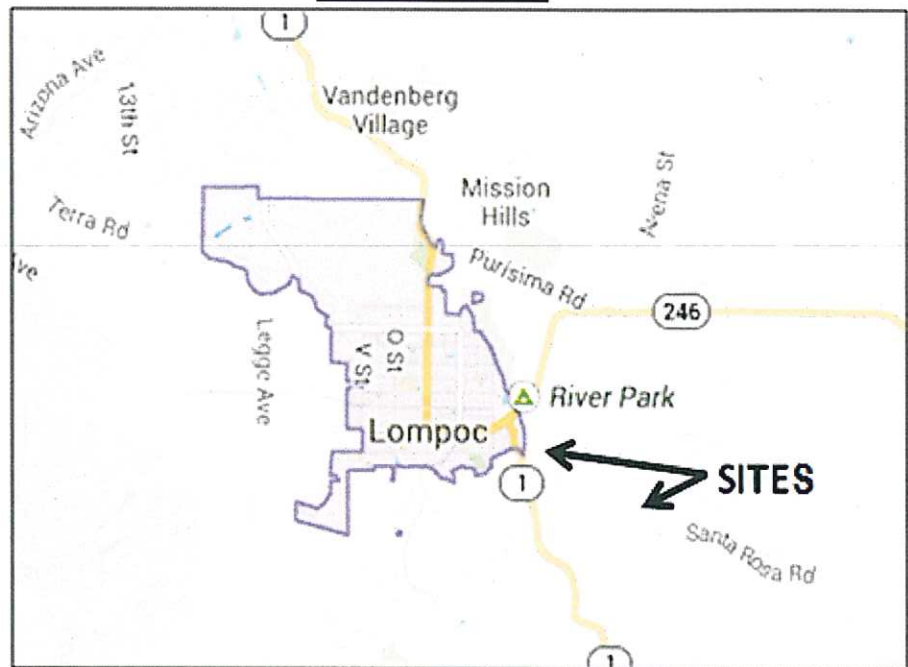 1
Arizona Ave
13th St
Vandenberg
Village
Mission
Hills
Avena St
Terra Rd
Purisima Rd
ve
246
Legge Ave
O St
V St
River Park
Lompoc
1
SITES
Santa Rosa Rd
1